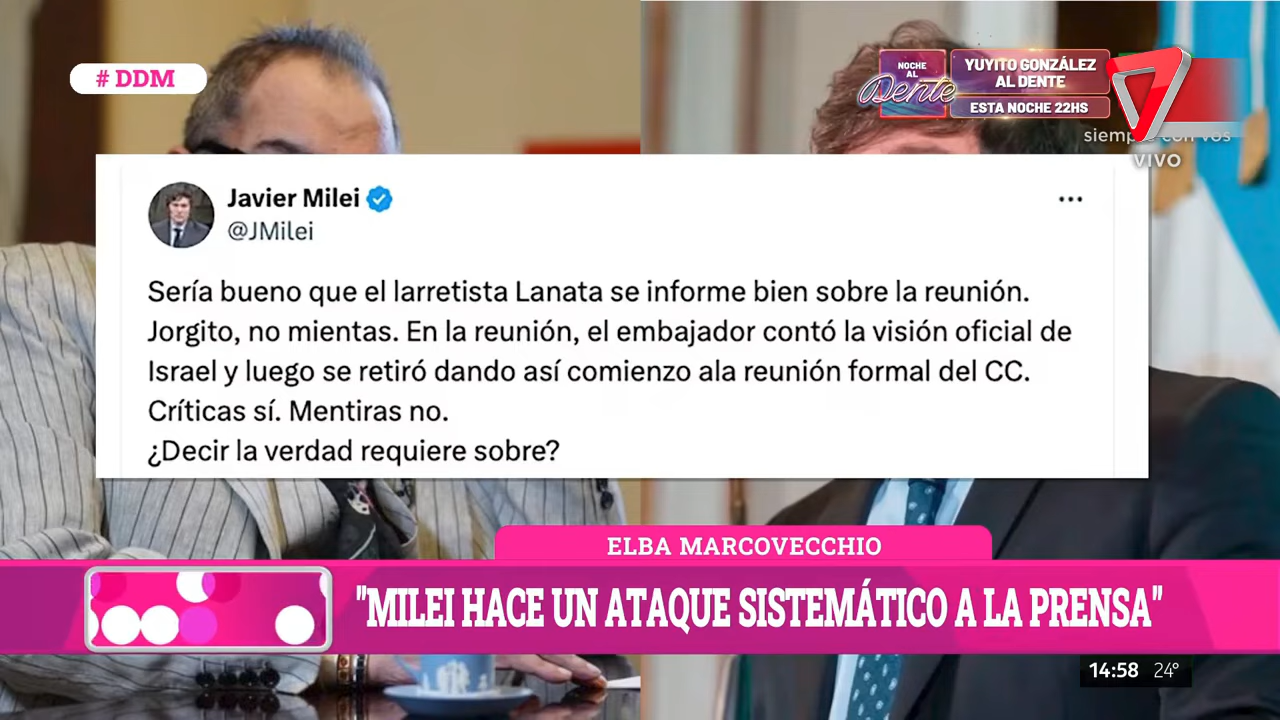 # DDM
NOCHE
AL
Dente
YUYITO GONZÁLEZ
AL DENTE
ESTA NOCHE 22HS
siempre con vos
VIVO
Javier Milei
@JMilei
Sería bueno que el larretista Lanata se informe bien sobre la reunión.
Jorgito, no mientas. En la reunión, el embajador contó la visión oficial de
Israel y luego se retiró dando así comienzo ala reunión formal del CC.
Críticas sí. Mentiras no.
¿Decir la verdad requiere sobre?
ELBA MARCOVECCHIO
"MILEI HACE UN ATAQUE SISTEMÁTICO A LA PRENSA"
14:58 24°